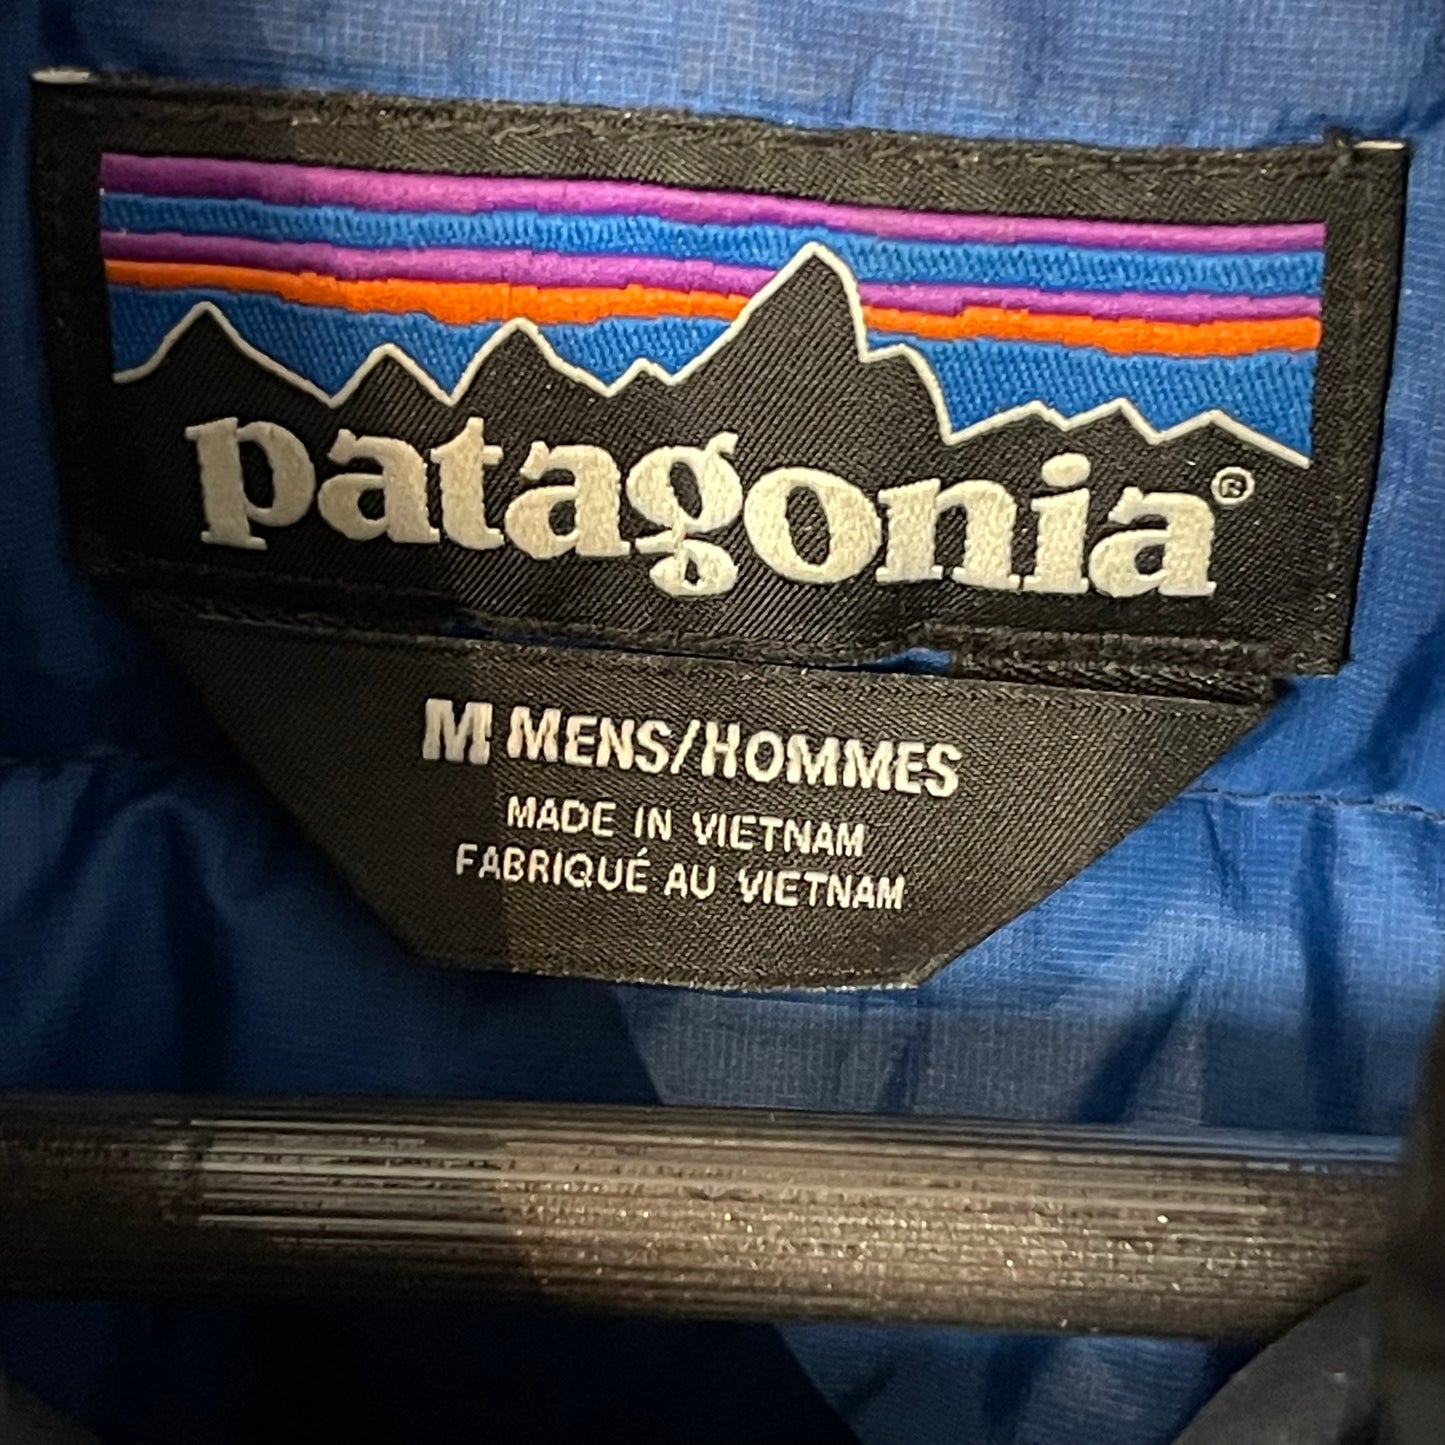 patagonia®
M MENS/HOMMES
MADE IN VIETNAM
FABRIQUÉ AU VIETNAM